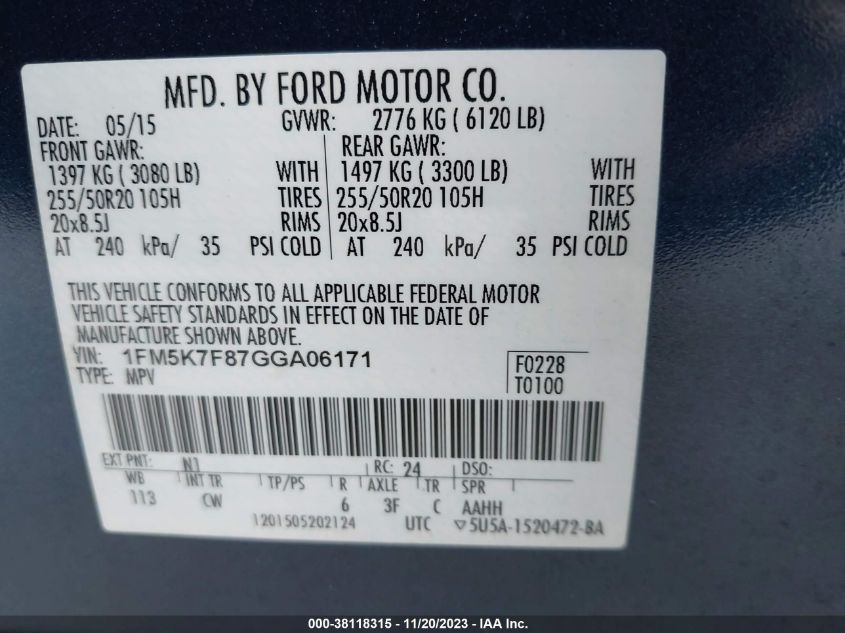 MFD. BY FORD MOTOR CO.
DATE: 05/15 GVWR: 2776 KG ( 6120 LB)
FRONT GAWR: REAR GAWR:
1397 KG ( 3080 LB) WITH 1497 KG ( 3300 LB) WITH
255/50R20 105H TIRES 255/50R20 105H TIRES
20x8.5J RIMS 20x8.5J RIMS
AT 240 kPa/ 35 PSI COLD AT 240 kPa/ 35 PSI COLD
THIS VEHICLE CONFORMS TO ALL APPLICABLE FEDERAL MOTOR
VEHICLE SAFETY STANDARDS IN EFFECT ON THE DATE OF
MANUFACTURE SHOWN ABOVE.
VIN: 1FM5K7F87GGA06171
TYPE: MPV
F0228
T0100
EXT PNT: N1 RC: 24 DSO:
WB INT TR TP/PS R AXLE TR SPR
113 CW 6 3F C AAHH
1201505202124 UTC ▽5U5A-1520472-BA
000-38118315 - 11/20/2023 - IAA Inc.